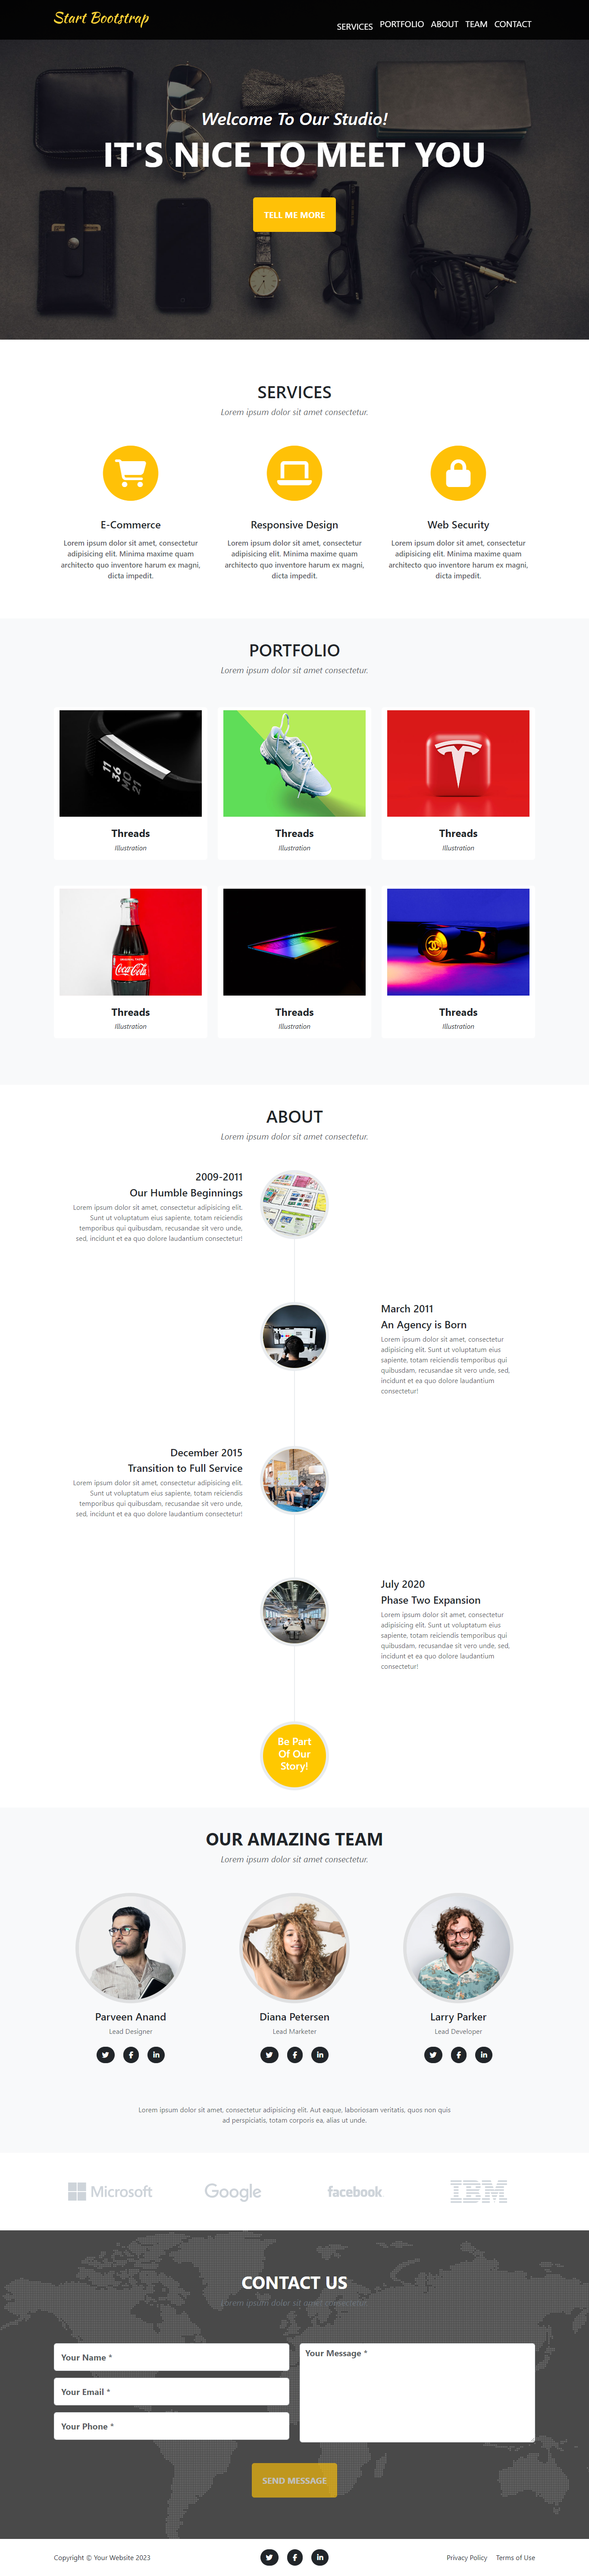 Start Bootstrap
SERVICES PORTFOLIO ABOUT TEAM CONTACT
Welcome To Our Studio!
IT'S NICE TO MEET YOU
TELL ME MORE
SERVICES
Lorem ipsum dolor sit amet consectetur.
E-Commerce
Lorem ipsum dolor sit amet, consectetur
adipisicing elit. Minima maxime quam
architecto quo inventore harum ex magni,
dicta impedit.
Responsive Design
Lorem ipsum dolor sit amet, consectetur
adipisicing elit. Minima maxime quam
architecto quo inventore harum ex magni,
dicta impedit.
Web Security
Lorem ipsum dolor sit amet, consectetur
adipisicing elit. Minima maxime quam
architecto quo inventore harum ex magni,
dicta impedit.
PORTFOLIO
Lorem ipsum dolor sit amet consectetur.
11
36
MO
21
Threads
Illustration
Threads
Illustration
Threads
Illustration
Coca-Cola
Threads
Illustration
Threads
Illustration
Threads
Illustration
ABOUT
Lorem ipsum dolor sit amet consectetur.
2009-2011
Our Humble Beginnings
Lorem ipsum dolor sit amet, consectetur adipisicing elit.
Sunt ut voluptatum eius sapiente, totam reiciendis
temporibus qui quibusdam, recusandae sit vero unde,
sed, incidunt et ea quo dolore laudantium consectetur!
March 2011
An Agency is Born
Lorem ipsum dolor sit amet, consectetur
adipisicing elit. Sunt ut voluptatum eius
sapiente, totam reiciendis temporibus qui
quibusdam, recusandae sit vero unde, sed,
incidunt et ea quo dolore laudantium
consectetur!
December 2015
Transition to Full Service
Lorem ipsum dolor sit amet, consectetur adipisicing elit.
Sunt ut voluptatum eius sapiente, totam reiciendis
temporibus qui quibusdam, recusandae sit vero unde,
sed, incidunt et ea quo dolore laudantium consectetur!
July 2020
Phase Two Expansion
Lorem ipsum dolor sit amet, consectetur
adipisicing elit. Sunt ut voluptatum eius
sapiente, totam reiciendis temporibus qui
quibusdam, recusandae sit vero unde, sed,
incidunt et ea quo dolore laudantium
consectetur!
Be Part
Of Our
Story!
OUR AMAZING TEAM
Lorem ipsum dolor sit amet consectetur.
Parveen Anand
Lead Designer
Diana Petersen
Lead Marketer
Larry Parker
Lead Developer
Lorem ipsum dolor sit amet, consectetur adipisicing elit. Aut eaque, laboriosam veritatis, quos non quis
ad perspiciatis, totam corporis ea, alias ut unde.
Microsoft Google facebook IBM
CONTACT US
Lorem ipsum dolor sit amet consectetur.
Your Name *
Your Email *
Your Phone *
Your Message *
SEND MESSAGE
Copyright © Your Website 2023
Privacy Policy Terms of Use